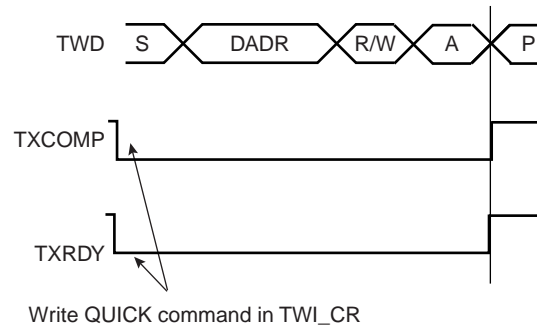 TWD S DADR R/W A P
TXCOMP
TXRDY
Write QUICK command in TWI_CR